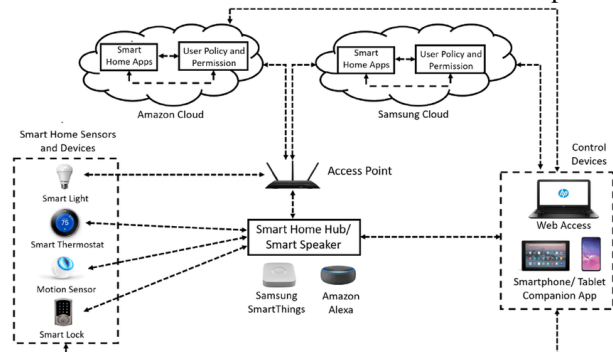 Smart
Home Apps
User Policy and
Permission
Smart
Home Apps
User Policy and
Permission
Amazon Cloud
Samsung Cloud
Smart Home Sensors
and Devices
Control
Devices
Access Point
Smart Light
hp
Web Access
75
Smart Home Hub/
Smart Speaker
Smart Thermostat
Motion Sensor
Samsung
SmartThings
Amazon
Alexa
Smartphone/ Tablet
Companion App
Smart Lock